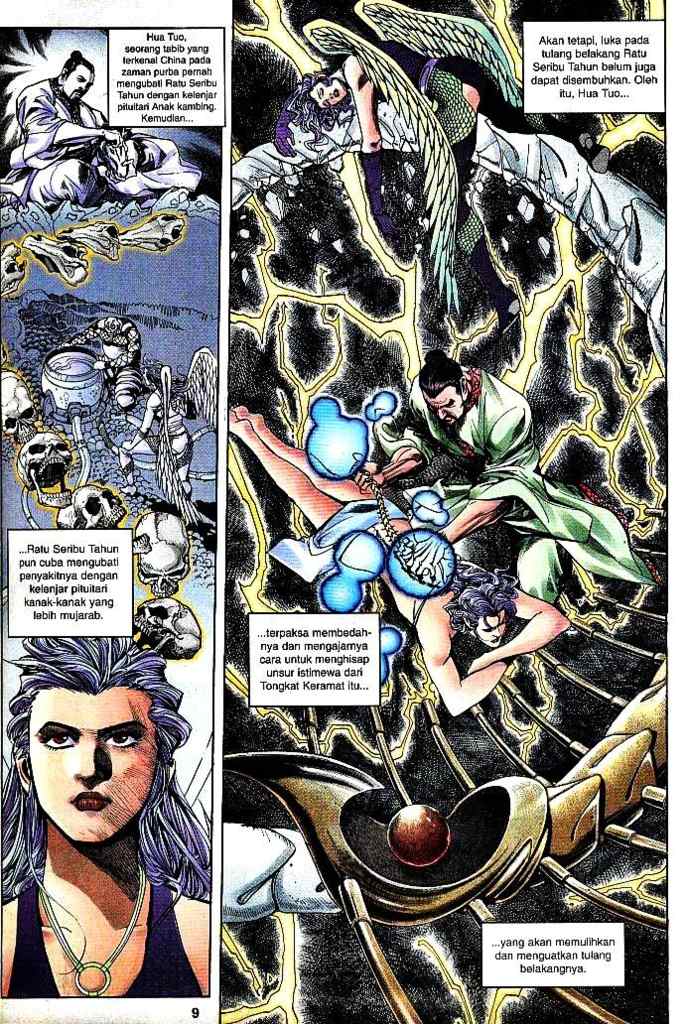 Hua Tuo,
seorang tabib yang
terkenal China pada
zaman purba pernah
mengubati Ratu Seribu
Tahun dengan kelenjar
pituitari Anak kambing.
Kemudian...
...Ratu Seribu Tahun
pun cuba mengubati
penyakitnya dengan
kelenjar pituitari
kanak-kanak yang
lebih mujarab.
Akan tetapi, luka pada
tulang belakang Ratu
Seribu Tahun belum juga
dapat disembuhkan. Oleh
itu, Hua Tuo...
...terpaksa membedah-
nya dan mengajarnya
cara untuk menghisap
unsur istimewa dari
Tongkat Keramat itu...
...yang akan memulihkan
dan menguatkan tulang
belakangnya.
9